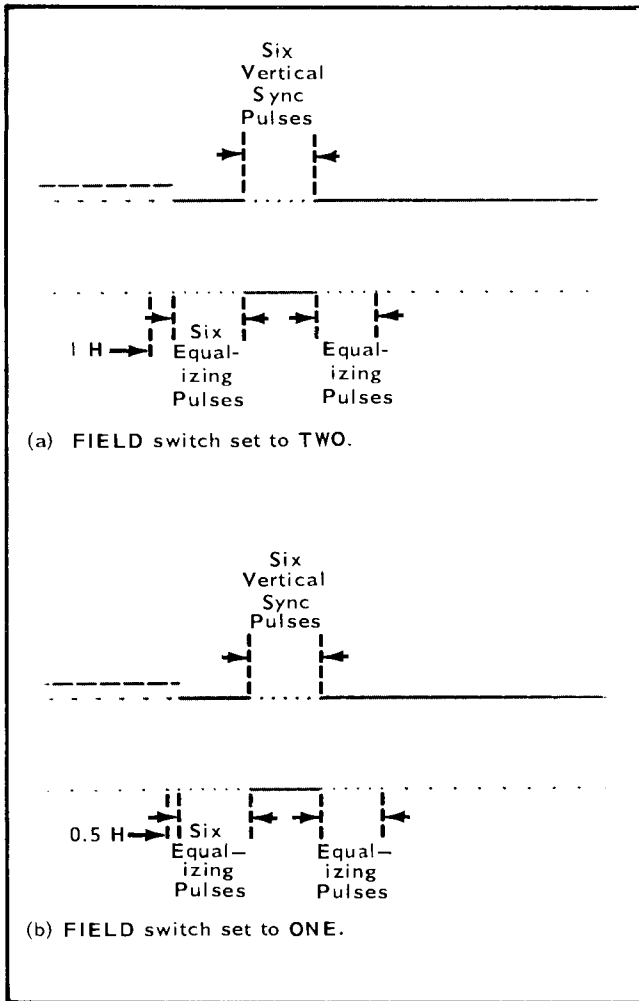 Six
Vertical
Sync
Pulses
1 H
Six
Equal-
izing
Pulses
Equal-
izing
Pulses
(a) FIELD switch set to TWO.
Six
Vertical
Sync
Pulses
0.5 H
Six
Equal—
izing
Pulses
Equal—
izing
Pulses
(b) FIELD switch set to ONE.